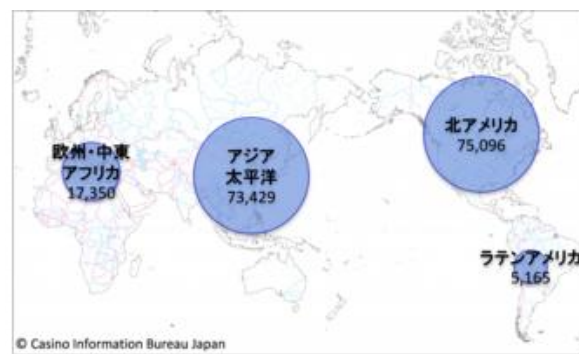 欧州・中東
アフリカ
17,350
アジア
太平洋
73,429
北アメリカ
75,096
ラテンアメリカ
5,165
© Casino Information Bureau Japan